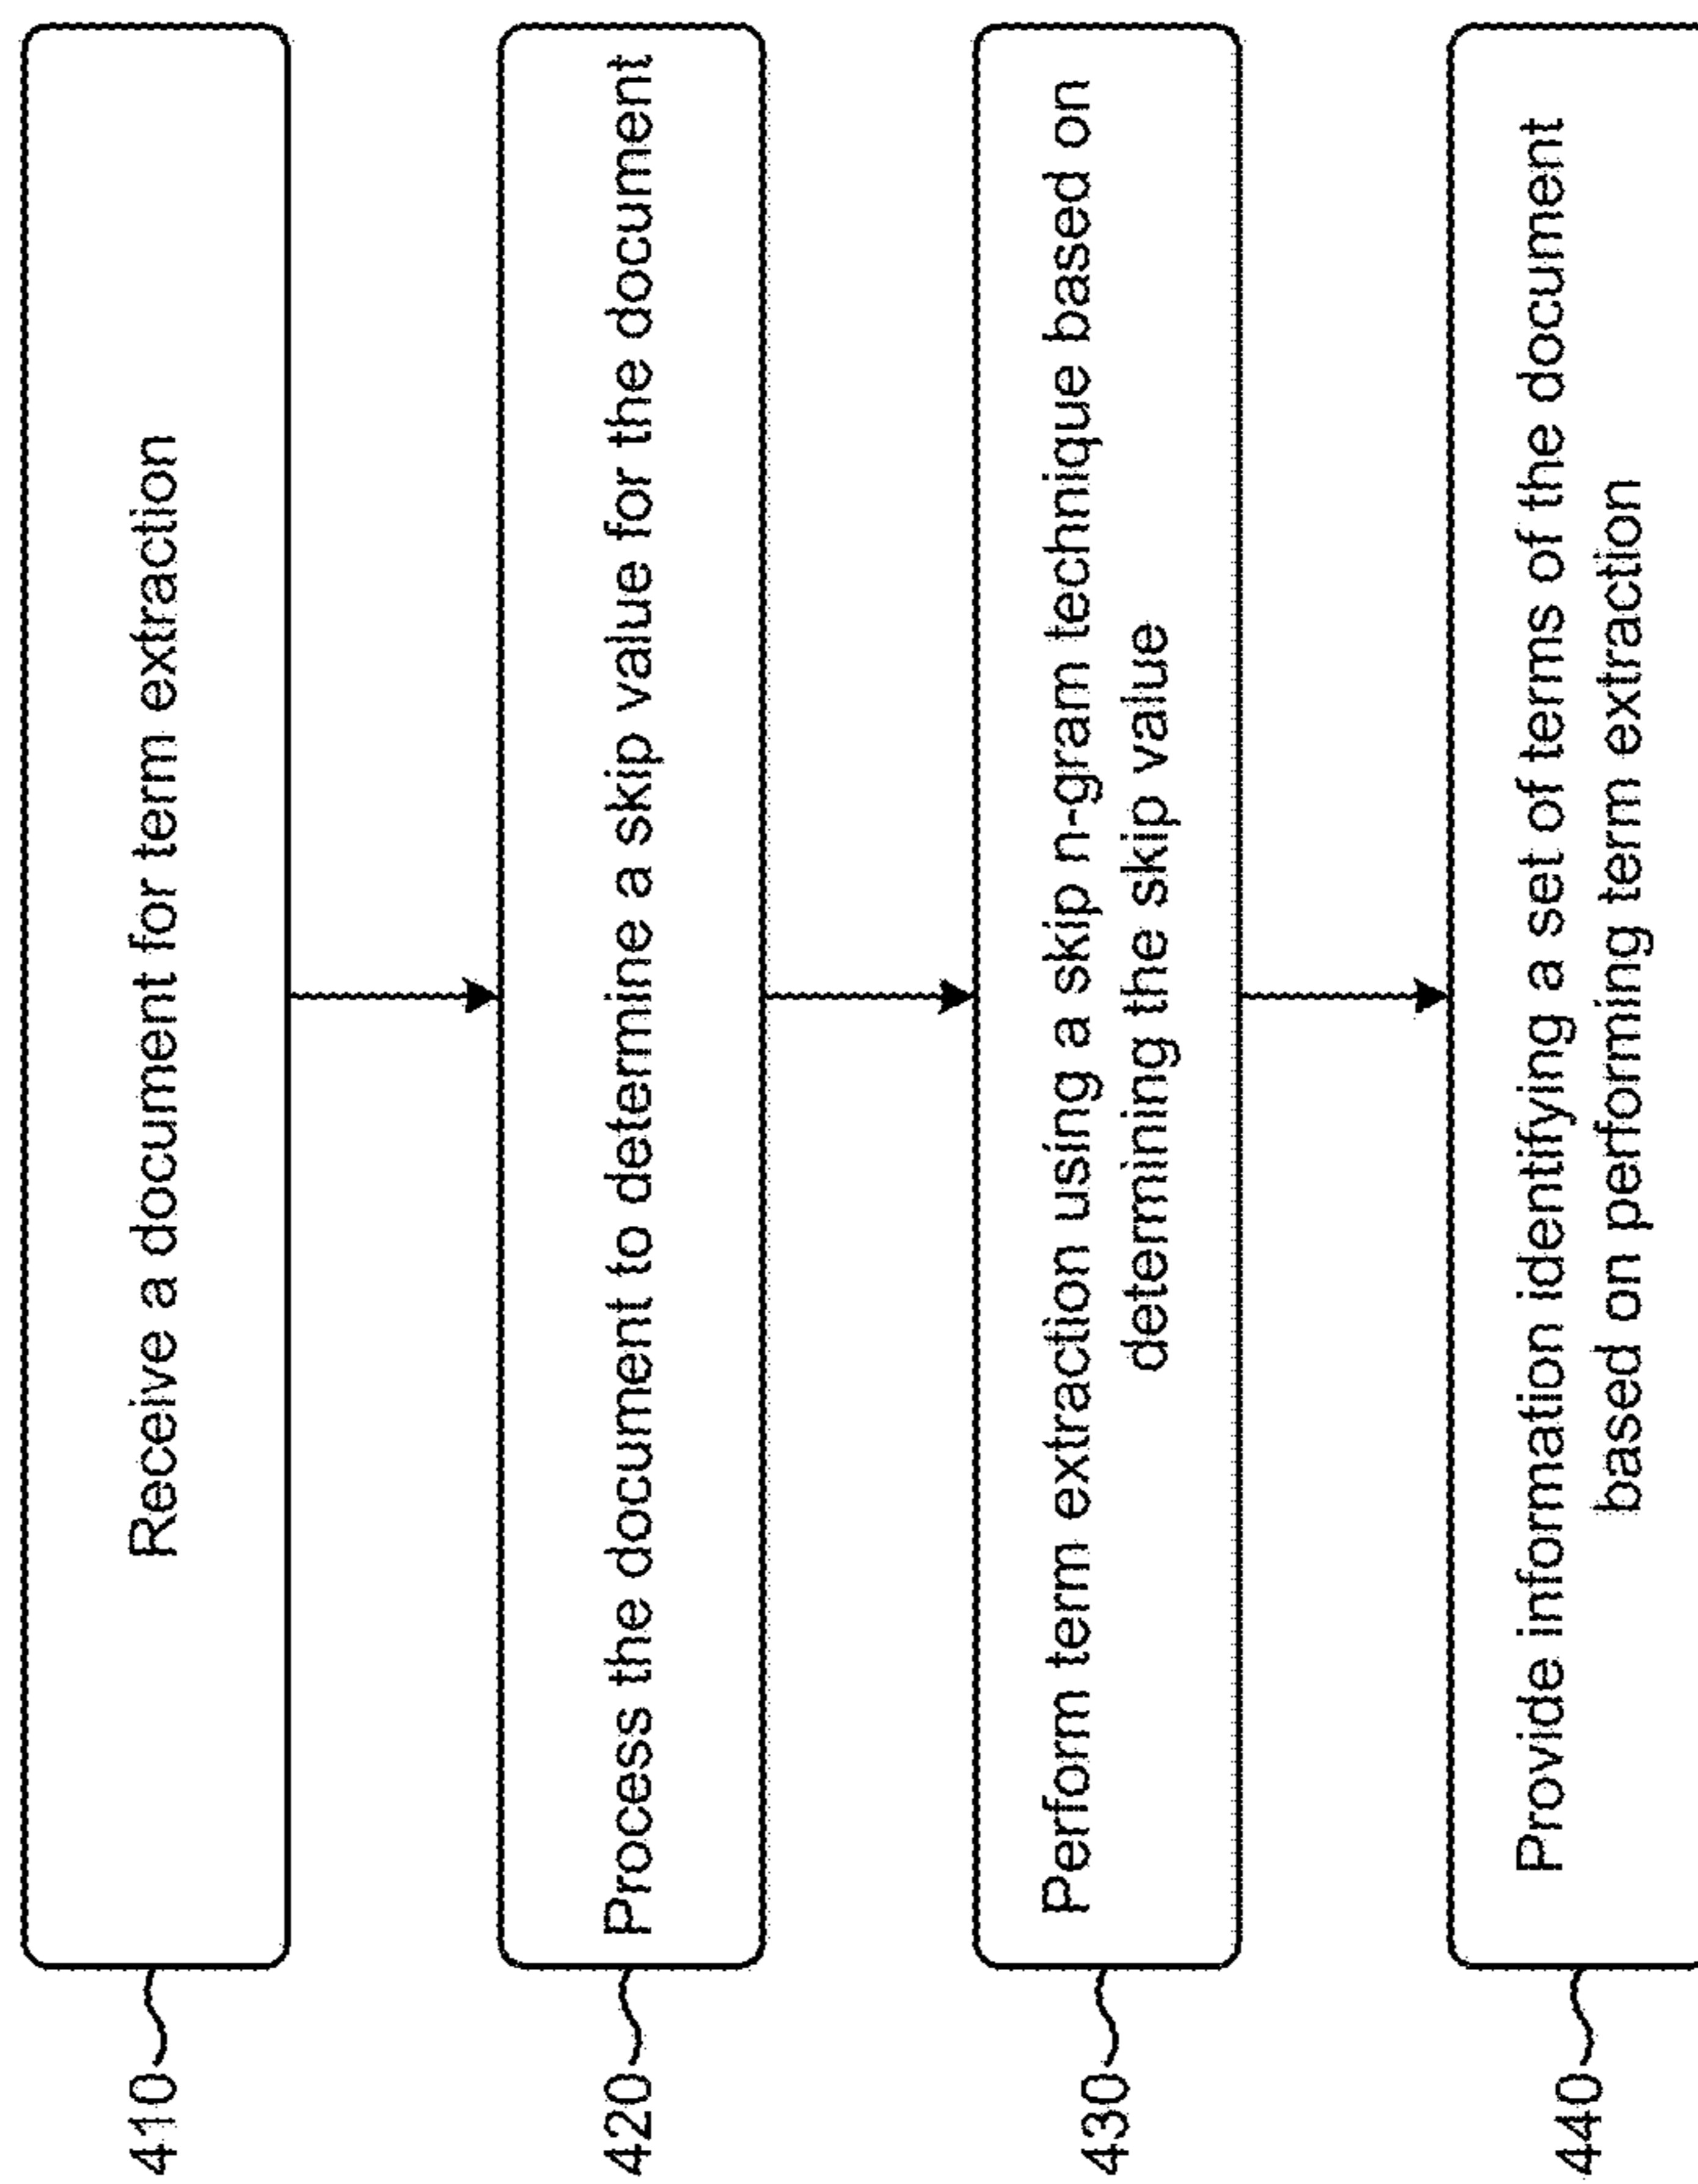 410
Receive a document for term extraction
420
Process the document to determine a skip value for the document
430
Perform term extraction using a skip n-gram technique based on
determining the skip value
440
Provide information identifying a set of terms of the document
based on performing term extraction